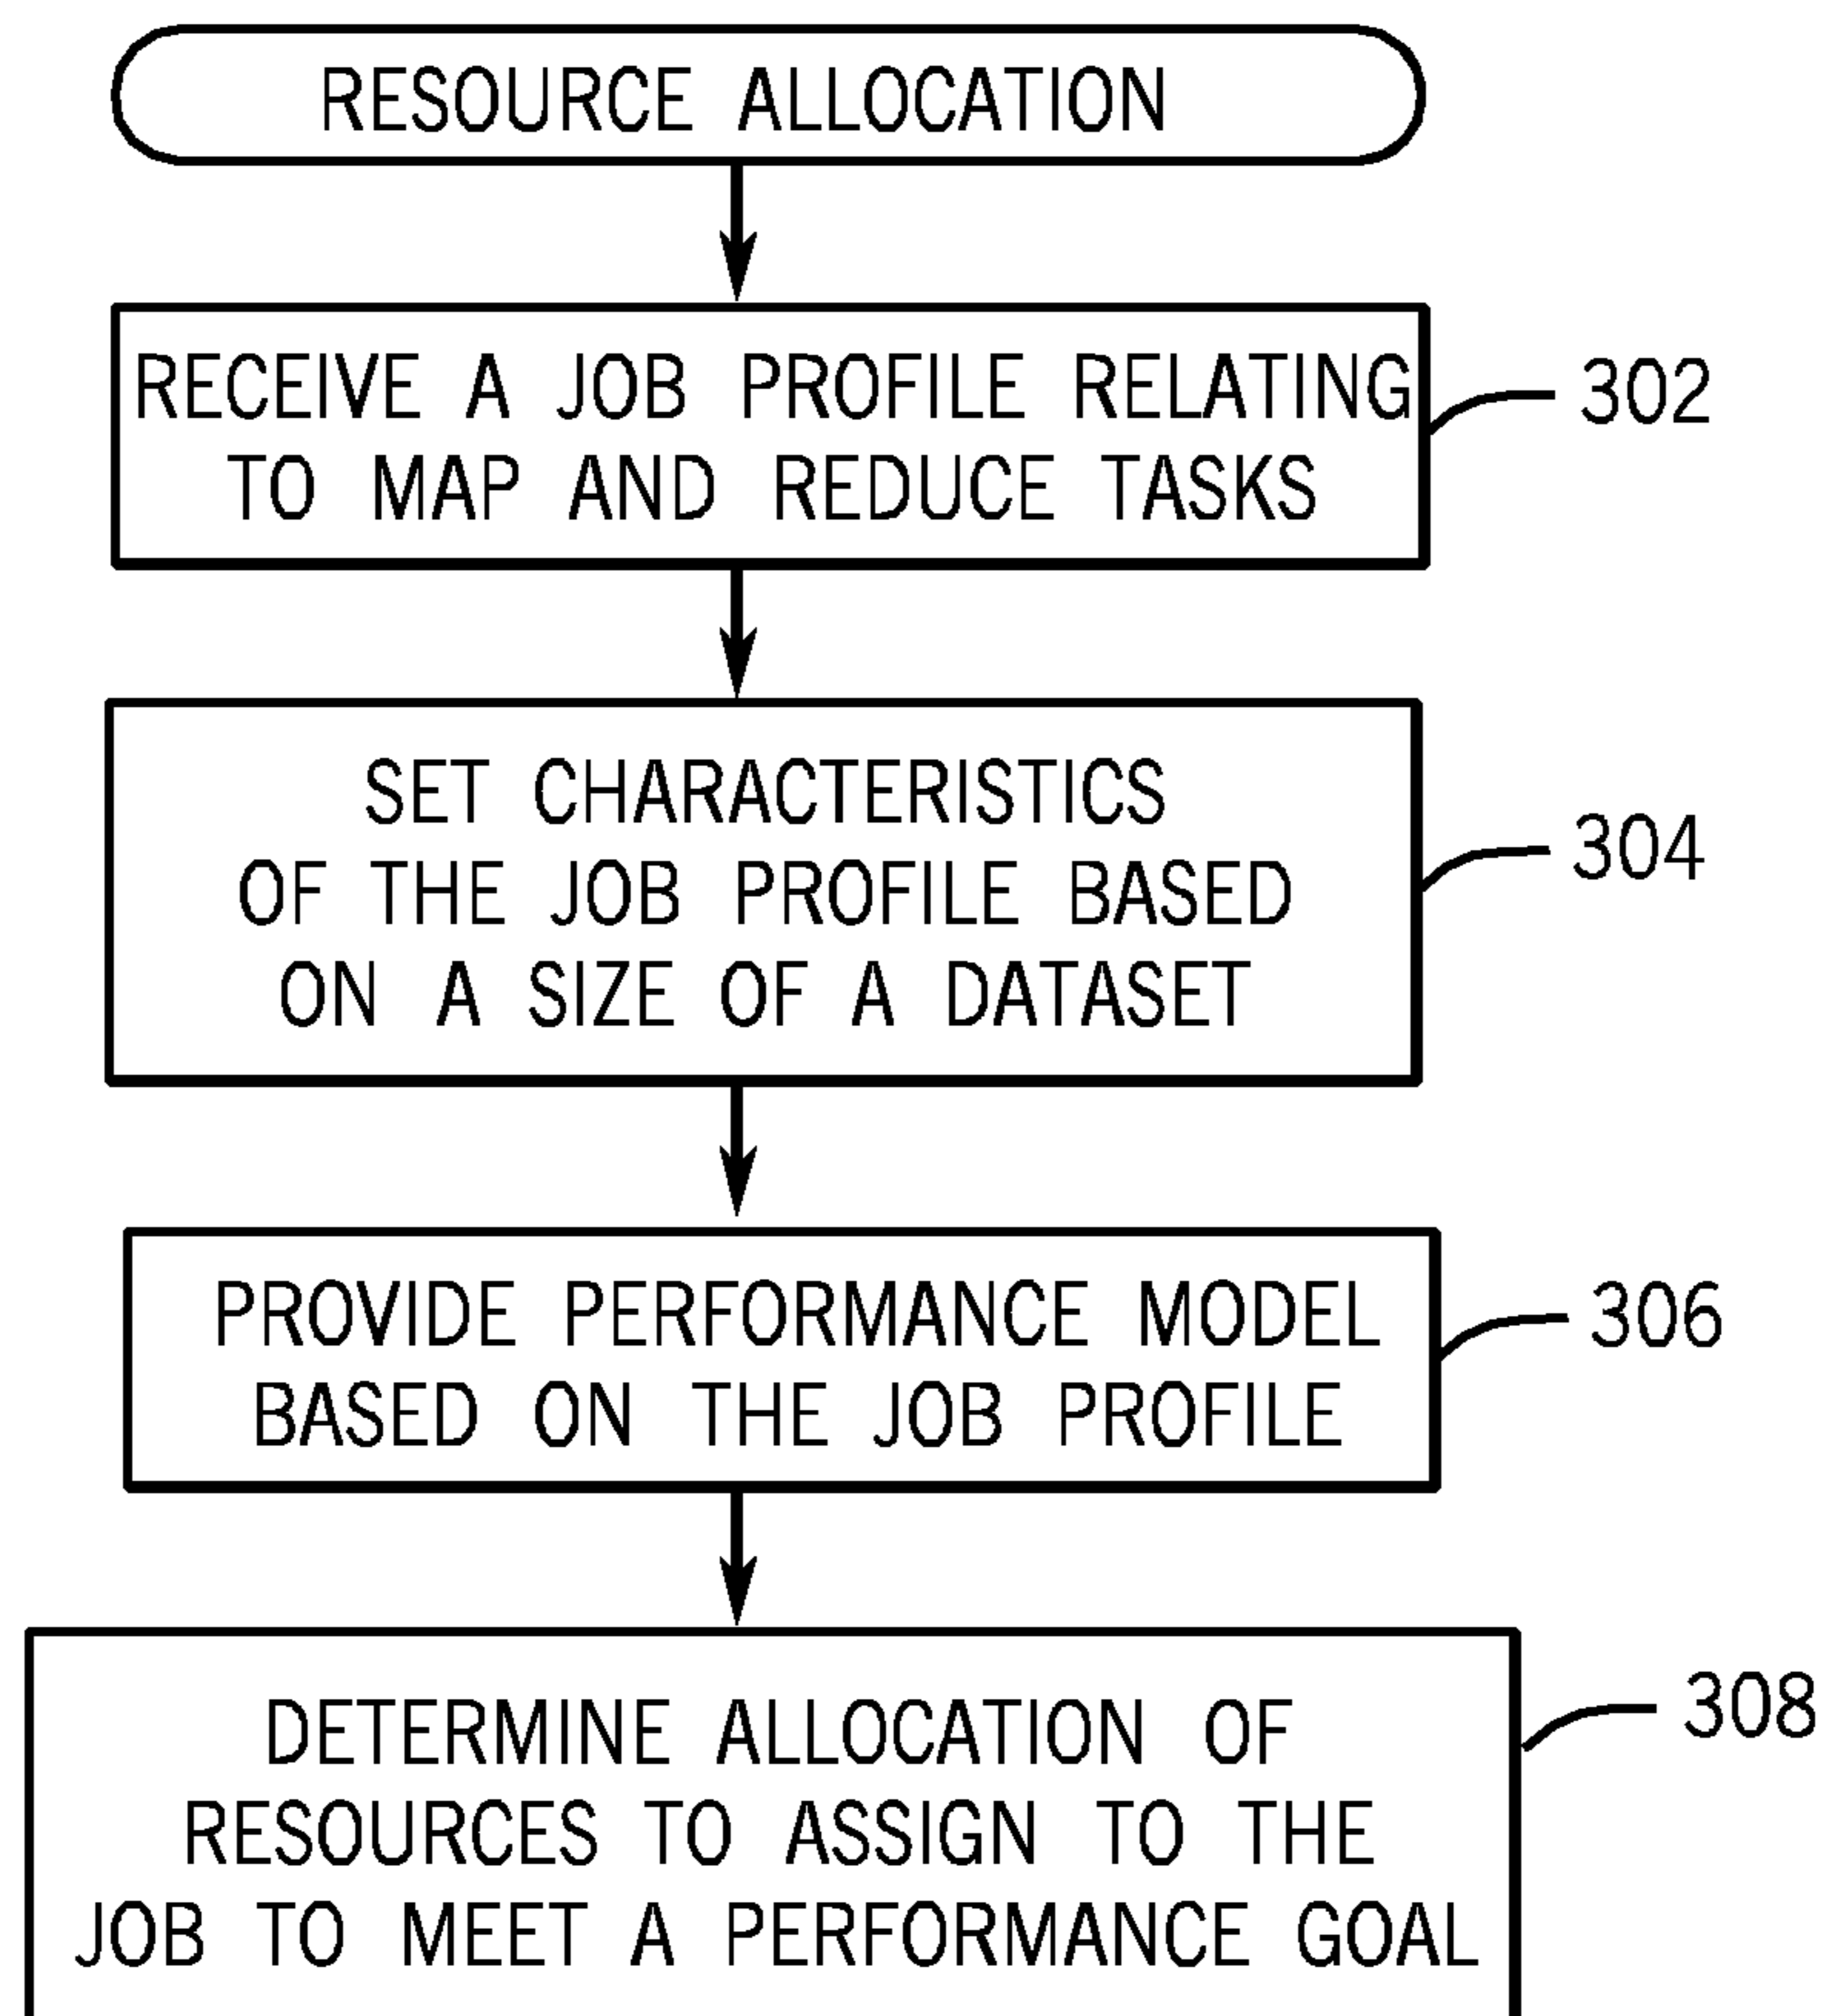 RESOURCE ALLOCATION
RECEIVE A JOB PROFILE RELATING
TO MAP AND REDUCE TASKS
302
SET CHARACTERISTICS
OF THE JOB PROFILE BASED
ON A SIZE OF A DATASET
304
PROVIDE PERFORMANCE MODEL
BASED ON THE JOB PROFILE
306
DETERMINE ALLOCATION OF
RESOURCES TO ASSIGN TO THE
JOB TO MEET A PERFORMANCE GOAL
308